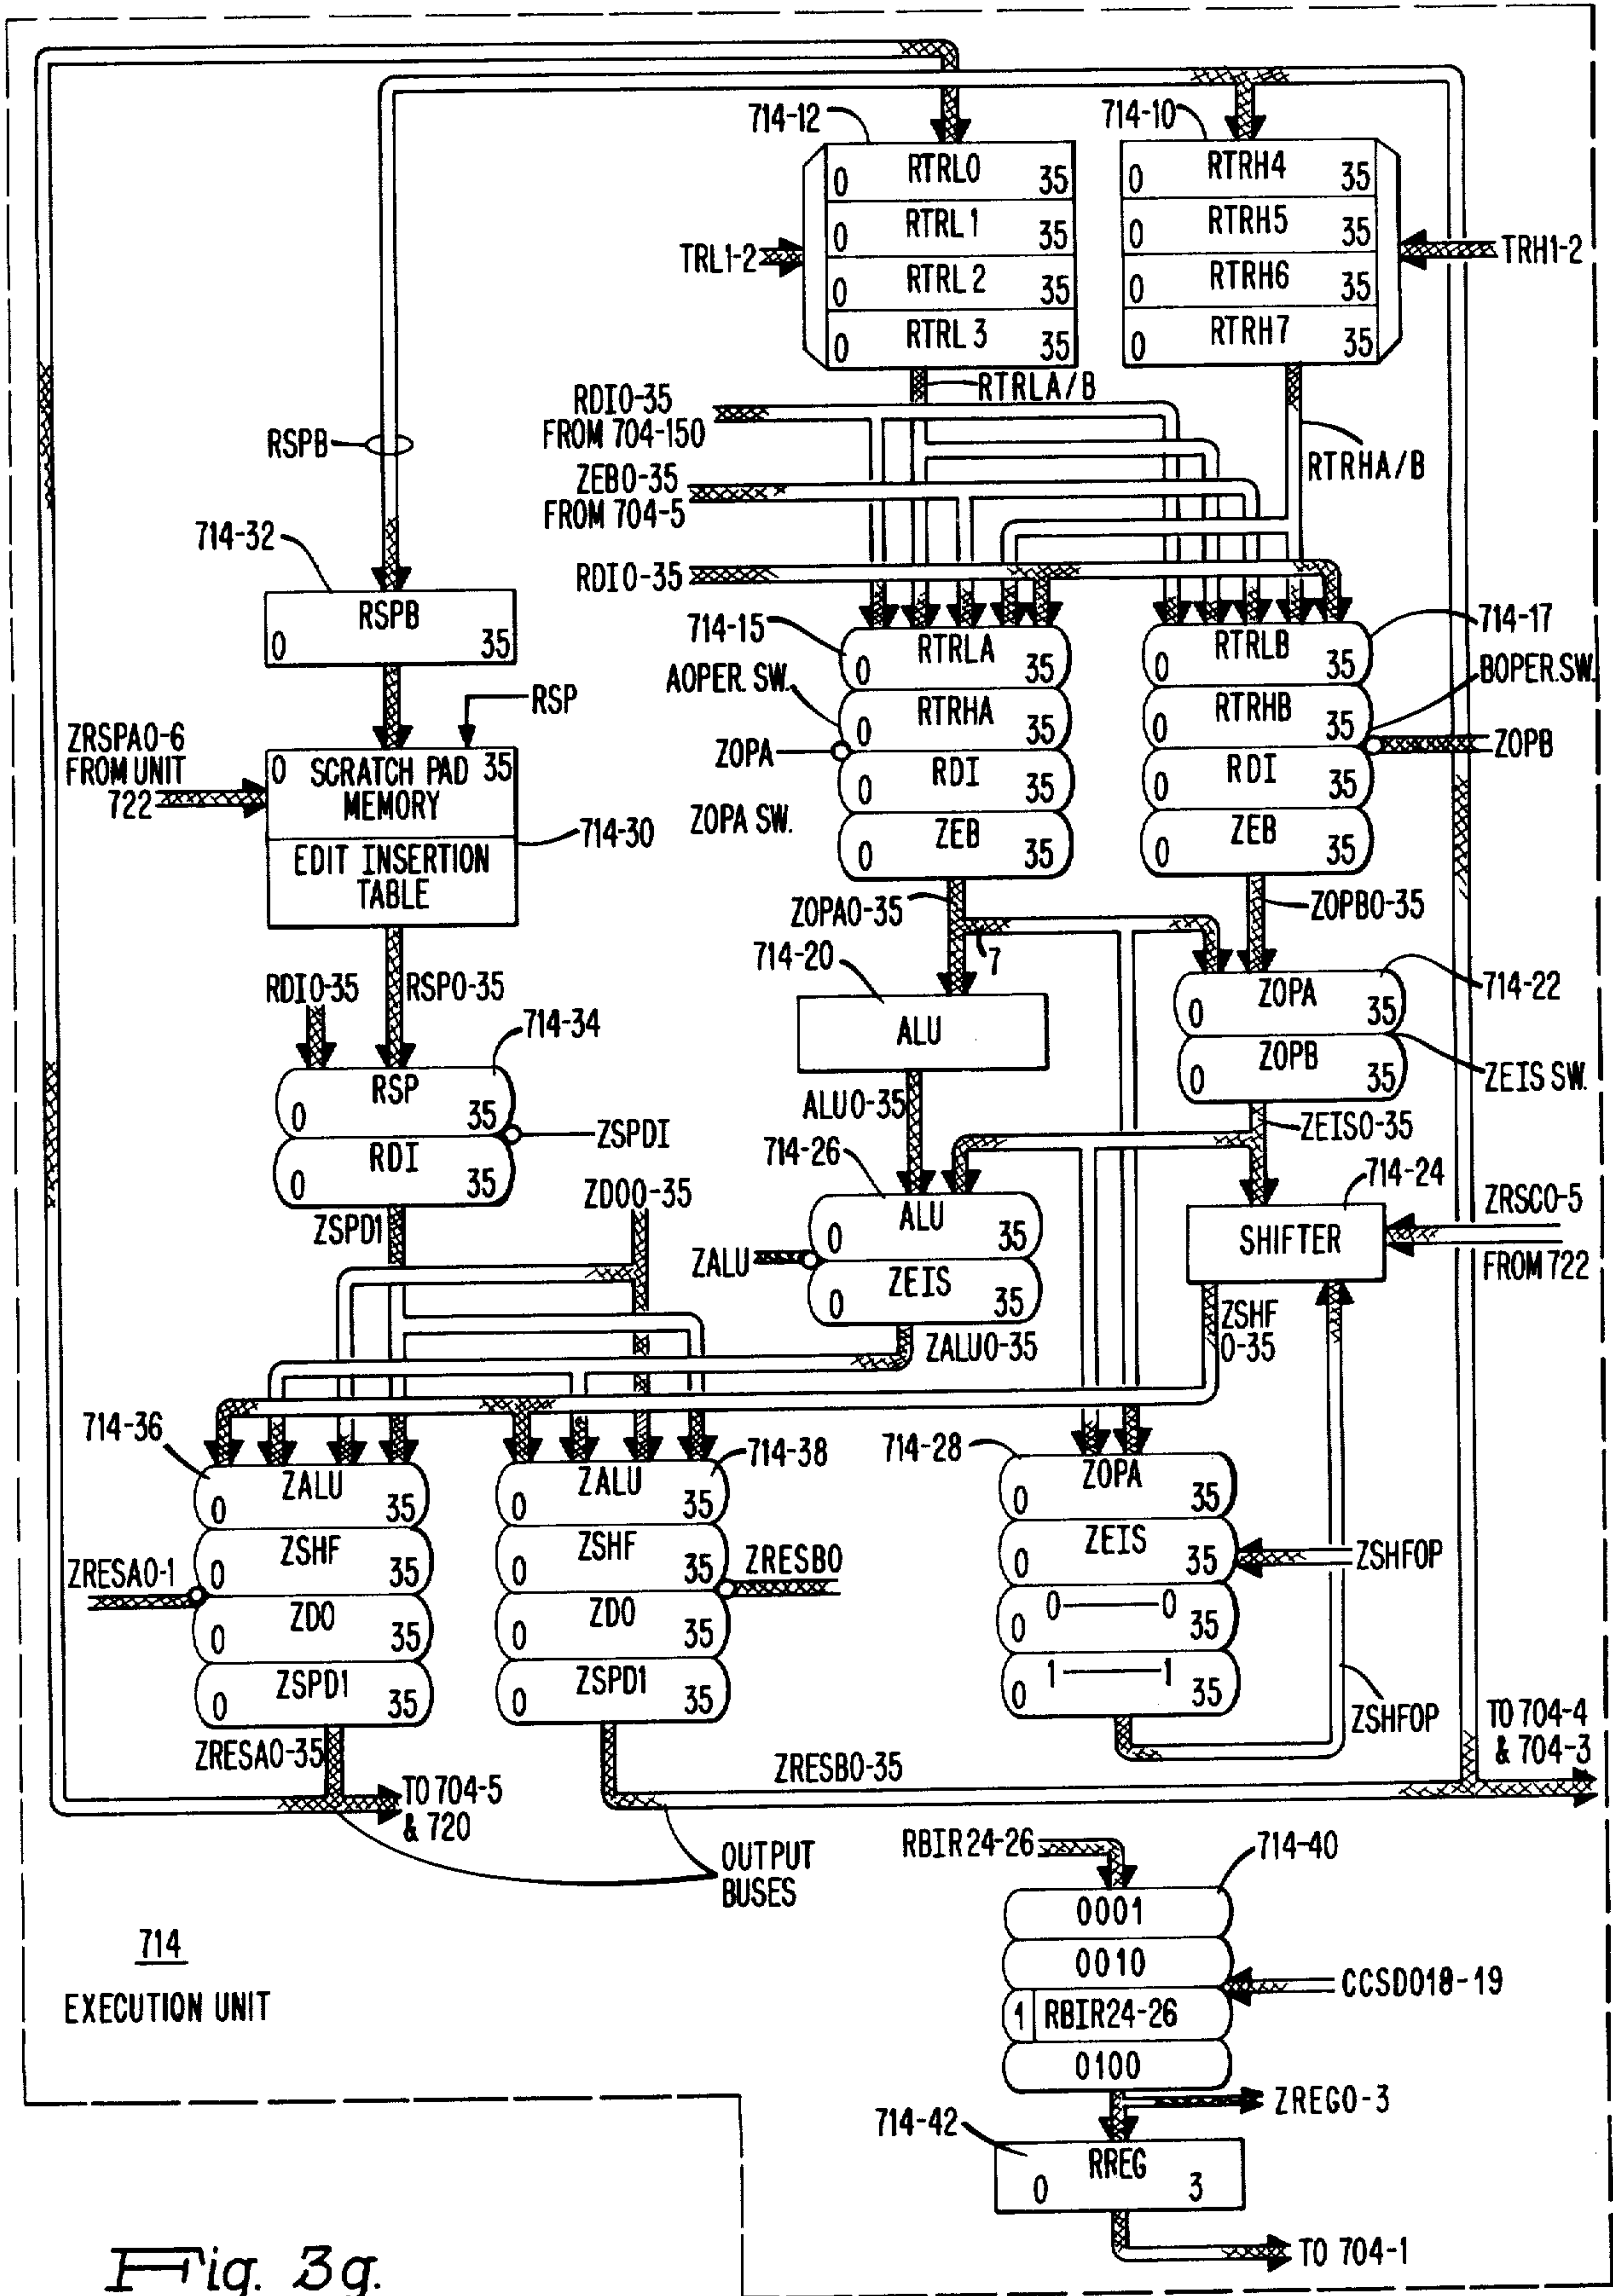 714-12
714-10
0 RTRL0 35
0 RTRL1 35
0 RTRL2 35
0 RTRL3 35
0 RTRH4 35
0 RTRH5 35
0 RTRH6 35
0 RTRH7 35
TRL1-2
TRH1-2
RTRLA/B
RTRHA/B
RDI0-35
FROM 704-150
ZEB0-35
FROM 704-5
RDI0-35
RSPB
714-32
RSPB
0 35
RSP
ZRSPA0-6
FROM UNIT
722
0 SCRATCH PAD 35
MEMORY
EDIT INSERTION
TABLE
714-30
714-15
AOPER. SW.
ZOPA
ZOPA SW.
0 RTRLA 35
0 RTRHA 35
0 RDI 35
0 ZEB 35
714-17
BOPER.SW.
ZOPB
0 RTRLB 35
0 RTRHB 35
0 RDI 35
0 ZEB 35
ZOPA0-35
7
ZOPB0-35
714-20
ALU
714-22
0 ZOPA 35
0 ZOPB 35
ZEIS SW.
RDI0-35
RSP0-35
714-34
0 RSP 35
0 RDI 35
ZSPDI
ZSPD1
ZDO0-35
ALU0-35
ZEIS0-35
714-26
0 ALU 35
0 ZEIS 35
ZALU
ZALU0-35
714-24
SHIFTER
ZRSC0-5
FROM 722
ZSHF
0-35
714-36
0 ZALU 35
0 ZSHF 35
0 ZDO 35
0 ZSPD1 35
ZRESA0-1
714-38
0 ZALU 35
0 ZSHF 35
0 ZDO 35
0 ZSPD1 35
ZRESB0
714-28
0 ZOPA 35
0 ZEIS 35
0 0——0 35
0 1——1 35
ZSHFOP
ZSHFOP
ZRESA0-35
TO 704-5
& 720
ZRESB0-35
TO 704-4
& 704-3
OUTPUT
BUSES
RBIR24-26
714-40
0001
0010
1 RBIR24-26
0100
CCSD018-19
ZREG0-3
714-42
RREG
0 3
TO 704-1
714
EXECUTION UNIT
Fig. 3g.